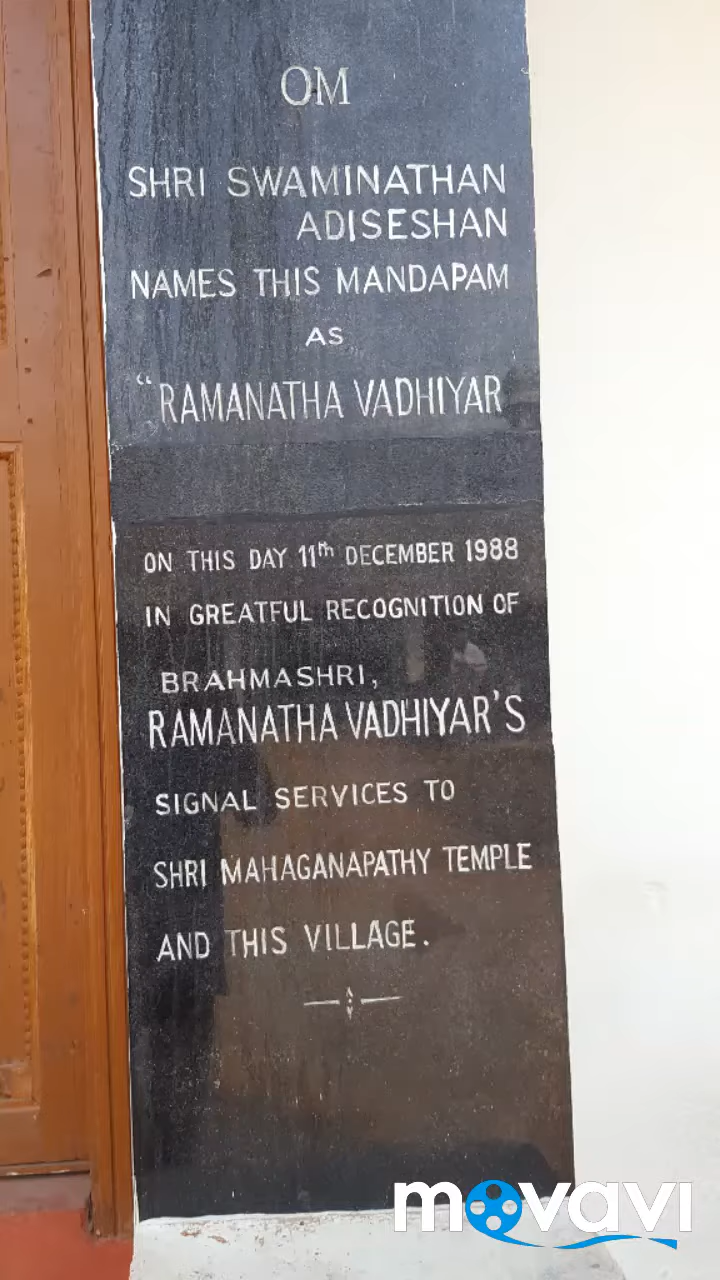 OM
SHRI SWAMINATHAN
ADISESHAN
NAMES THIS MANDAPAM
AS
“RAMANATHA VADHIYAR
ON THIS DAY 11th DECEMBER 1988
IN GREATFUL RECOGNITION OF
BRAHMASHRI,
RAMANATHA VADHIYAR'S
SIGNAL SERVICES TO
SHRI MAHAGANAPATHY TEMPLE
AND THIS VILLAGE.
movavi